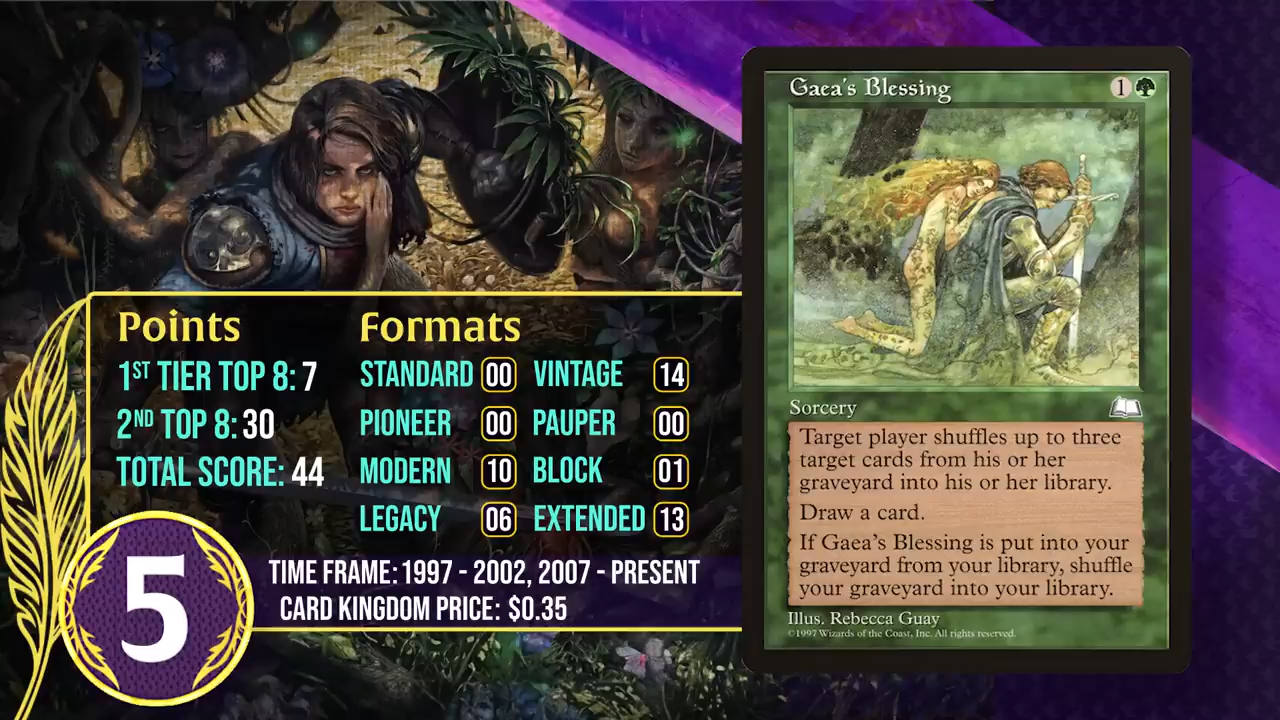 Points
1ST TIER TOP 8: 7
2ND TOP 8: 30
TOTAL SCORE: 44
Formats
STANDARD 00 VINTAGE 14
PIONEER 00 PAUPER 00
MODERN 10 BLOCK 01
LEGACY 06 EXTENDED 13
5
TIME FRAME: 1997 - 2002, 2007 - PRESENT
CARD KINGDOM PRICE: $0.35
Gaea's Blessing 1
Sorcery
Target player shuffles up to three
target cards from his or her
graveyard into his or her library.
Draw a card.
If Gaea's Blessing is put into your
graveyard from your library, shuffle
your graveyard into your library.
Illus. Rebecca Guay
©1997 Wizards of the Coast, Inc. All rights reserved.